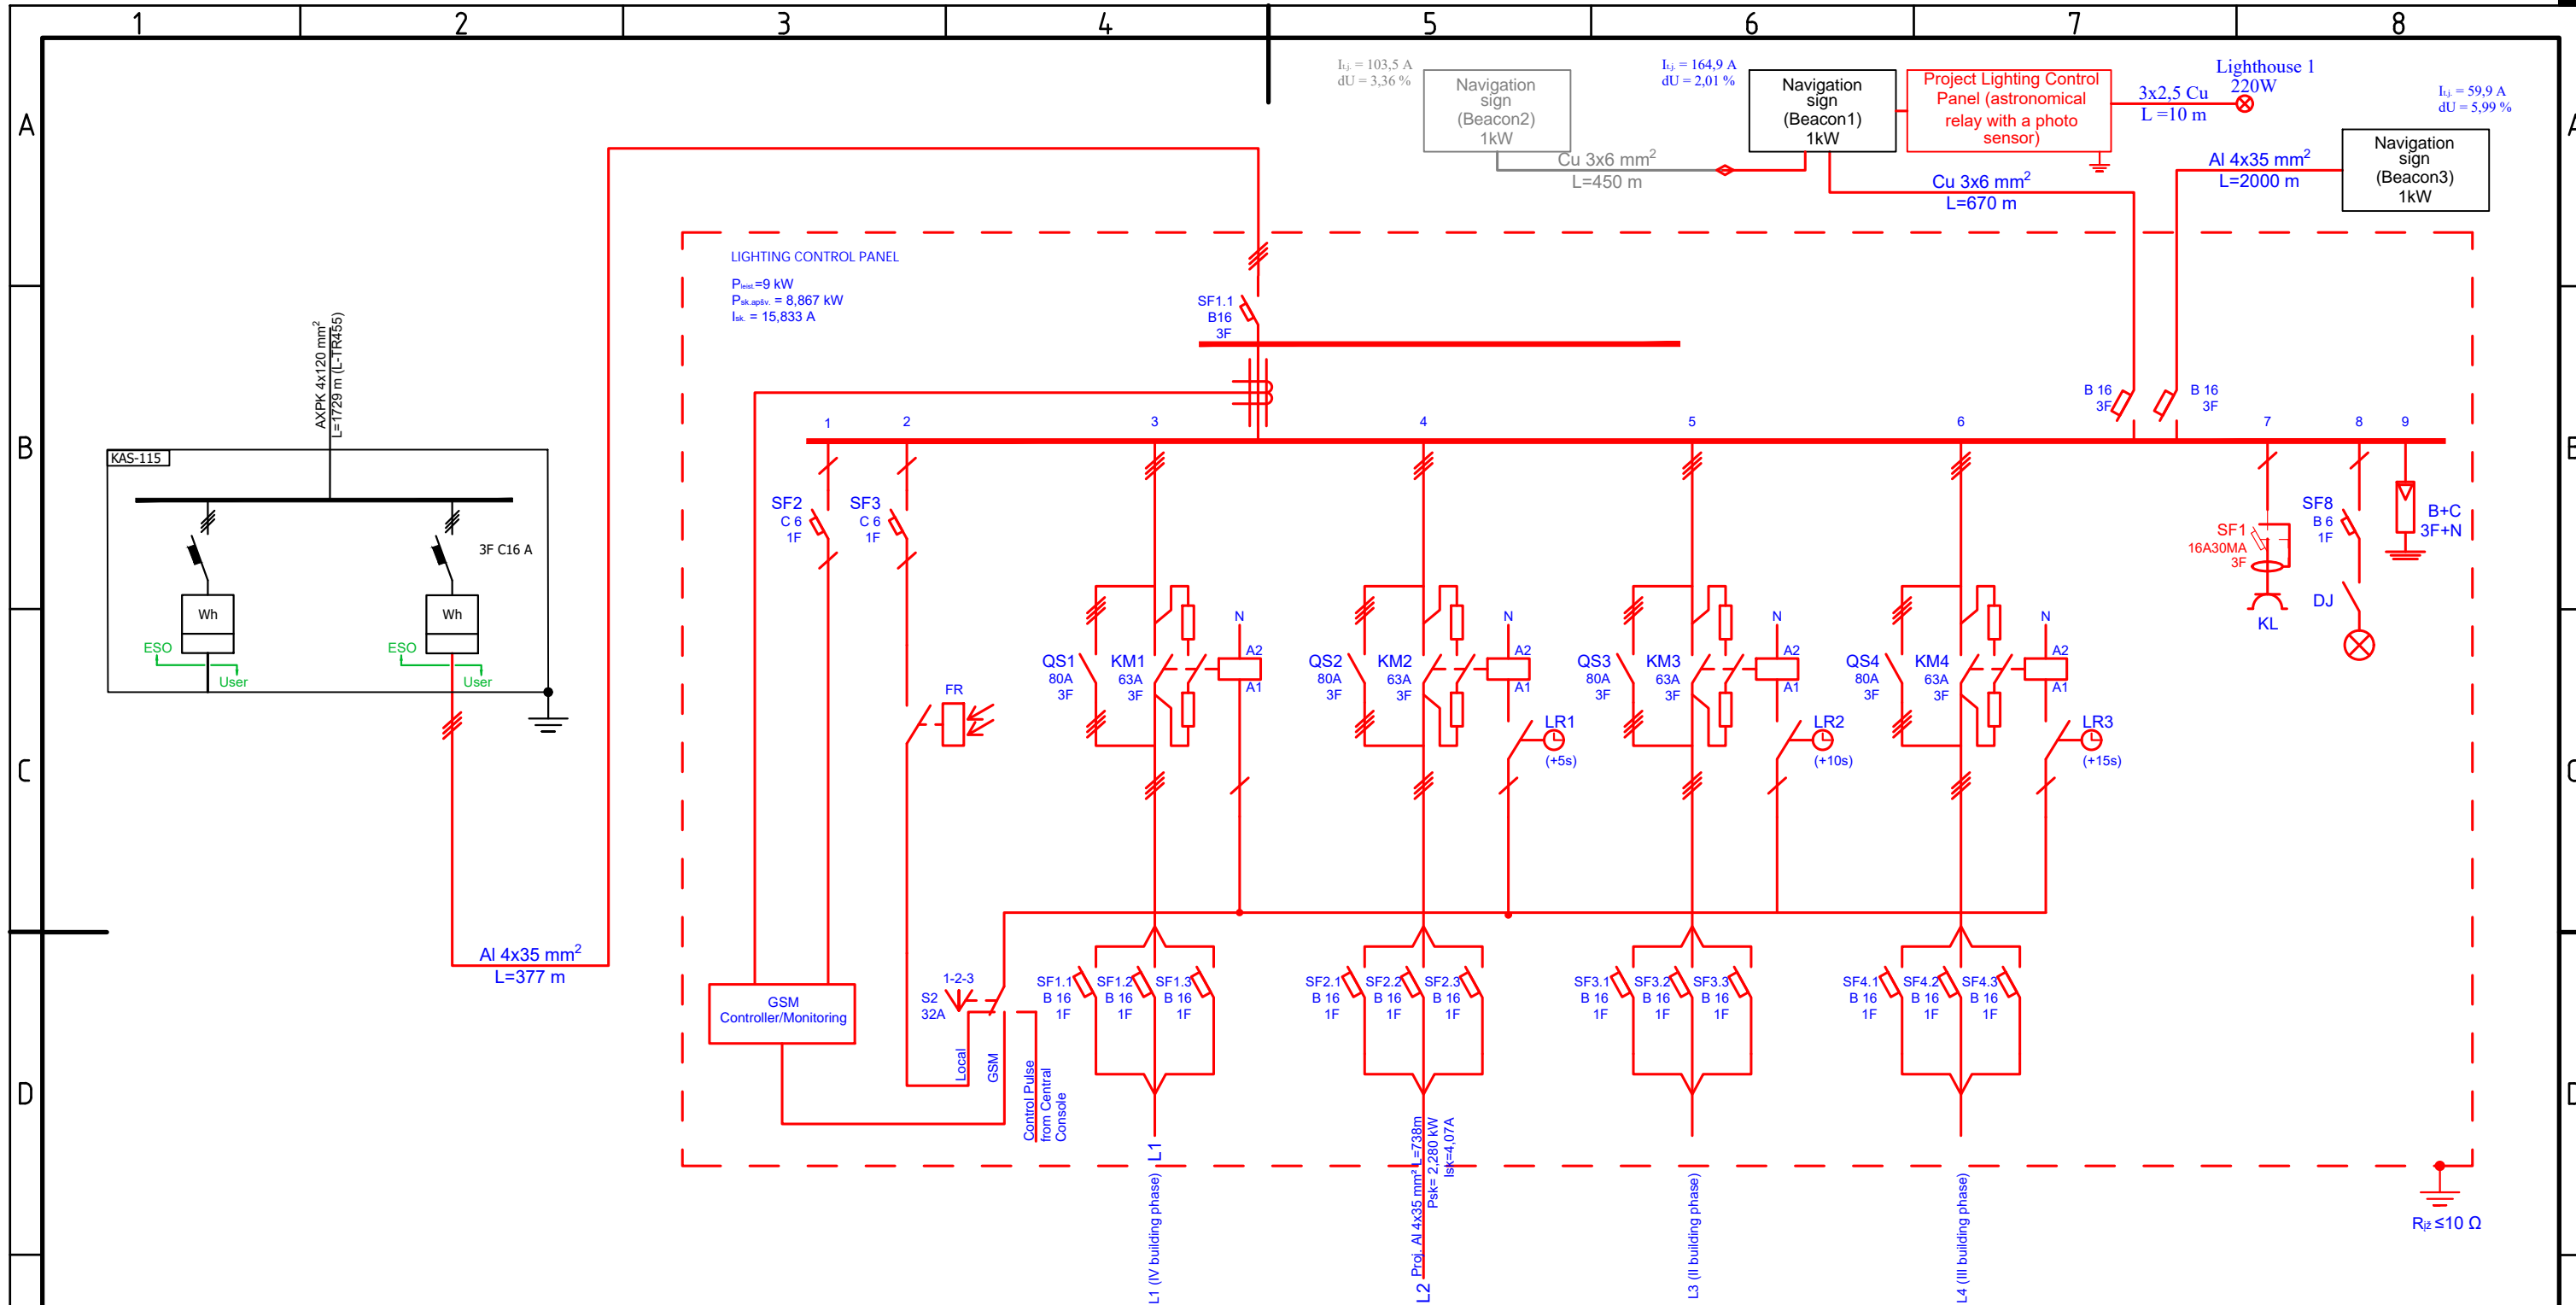 1 2 3 4 5 6 7 8
A
B
C
D
I t.j. = 103,5 A
dU = 3,36 %
Navigation
sign
(Beacon2)
1kW
Cu 3x6 mm²
L=450 m
I t.j. = 164,9 A
dU = 2,01 %
Navigation
sign
(Beacon1)
1kW
Project Lighting Control
Panel (astronomical
relay with a photo
sensor)
3x2,5 Cu
L =10 m
Lighthouse 1
220W
I t.j. = 59,9 A
dU = 5,99 %
Navigation
sign
(Beacon3)
1kW
Al 4x35 mm²
L=2000 m
Cu 3x6 mm²
L=670 m
LIGHTING CONTROL PANEL
Pleist.=9 kW
Psk.apšv. = 8,867 kW
Isk. = 15,833 A
SF1.1
B16
3F
AXPK 4x120 mm²
L=1729 m (L-TR455)
KAS-115
3F C16 A
Wh
Wh
ESO
User
ESO
User
Al 4x35 mm²
L=377 m
1 2 3 4 5 6 7 8 9
B 16
3F
B 16
3F
SF2
C 6
1F
SF3
C 6
1F
FR
QS1
80A
3F
KM1
63A
3F
N
A2
A1
QS2
80A
3F
KM2
63A
3F
N
A2
A1
LR1
(+5s)
QS3
80A
3F
KM3
63A
3F
N
A2
A1
LR2
(+10s)
QS4
80A
3F
KM4
63A
3F
N
A2
A1
LR3
(+15s)
SF1
16A30MA
3F
KL
SF8
B 6
1F
DJ
B+C
3F+N
GSM
Controller/Monitoring
1-2-3
S2
32A
Local
GSM
Control Pulse
from Central
Console
SF1.1
B 16
1F
SF1.2
B 16
1F
SF1.3
B 16
1F
SF2.1
B 16
1F
SF2.2
B 16
1F
SF2.3
B 16
1F
SF3.1
B 16
1F
SF3.2
B 16
1F
SF3.3
B 16
1F
SF4.1
B 16
1F
SF4.2
B 16
1F
SF4.3
B 16
1F
L1
L1 (IV building phase)
L2
Proj. Al 4x35 mm² L=738m
Psk= 2,280 kW
Isk=4,07A
L3 (II building phase)
L4 (III building phase)
Rįž ≤10 Ω
A
B
C
D